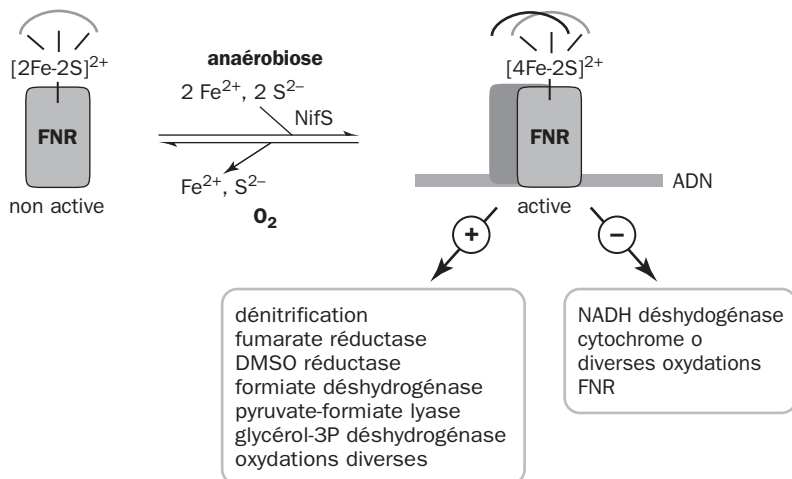 [2Fe-2S]2+
FNR
non active
anaérobiose
2 Fe2+, 2 S2–
NifS
Fe2+, S2–
O2
[4Fe-2S]2+
FNR
ADN
active
+
–
dénitrification
fumarate réductase
DMSO réductase
formiate déshydrogénase
pyruvate-formiate lyase
glycérol-3P déshydrogénase
oxydations diverses
NADH déshydogénase
cytochrome o
diverses oxydations
FNR